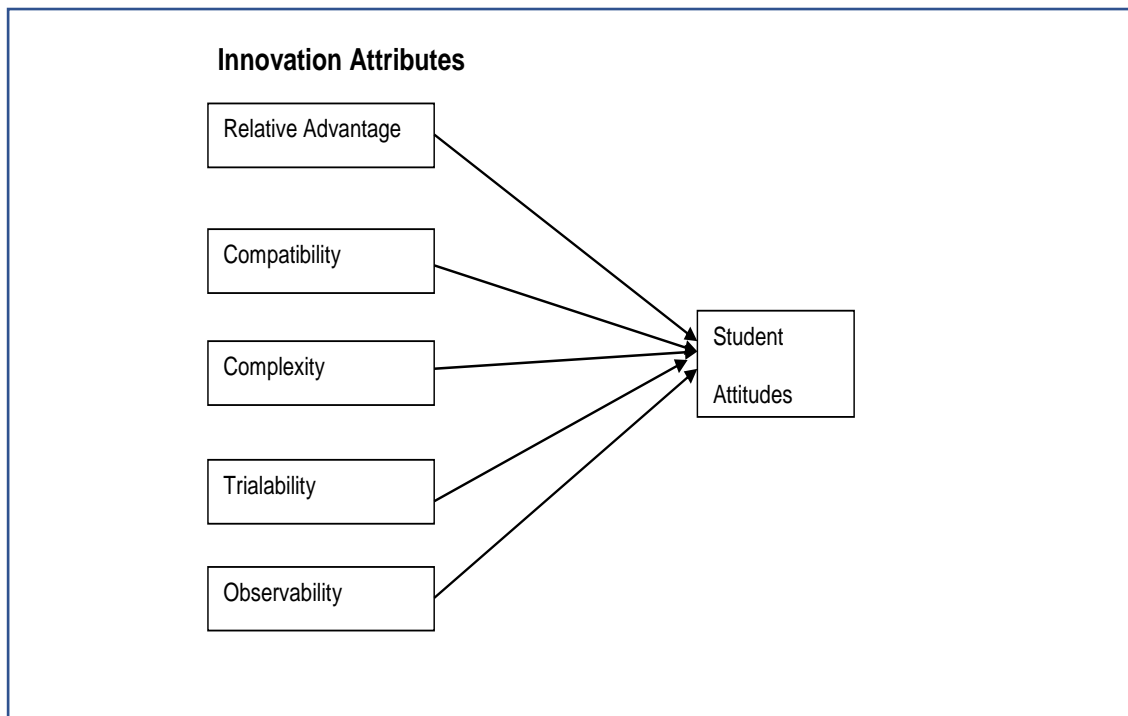 Innovation Attributes
Relative Advantage
Compatibility
Complexity
Trialability
Observability
Student
Attitudes